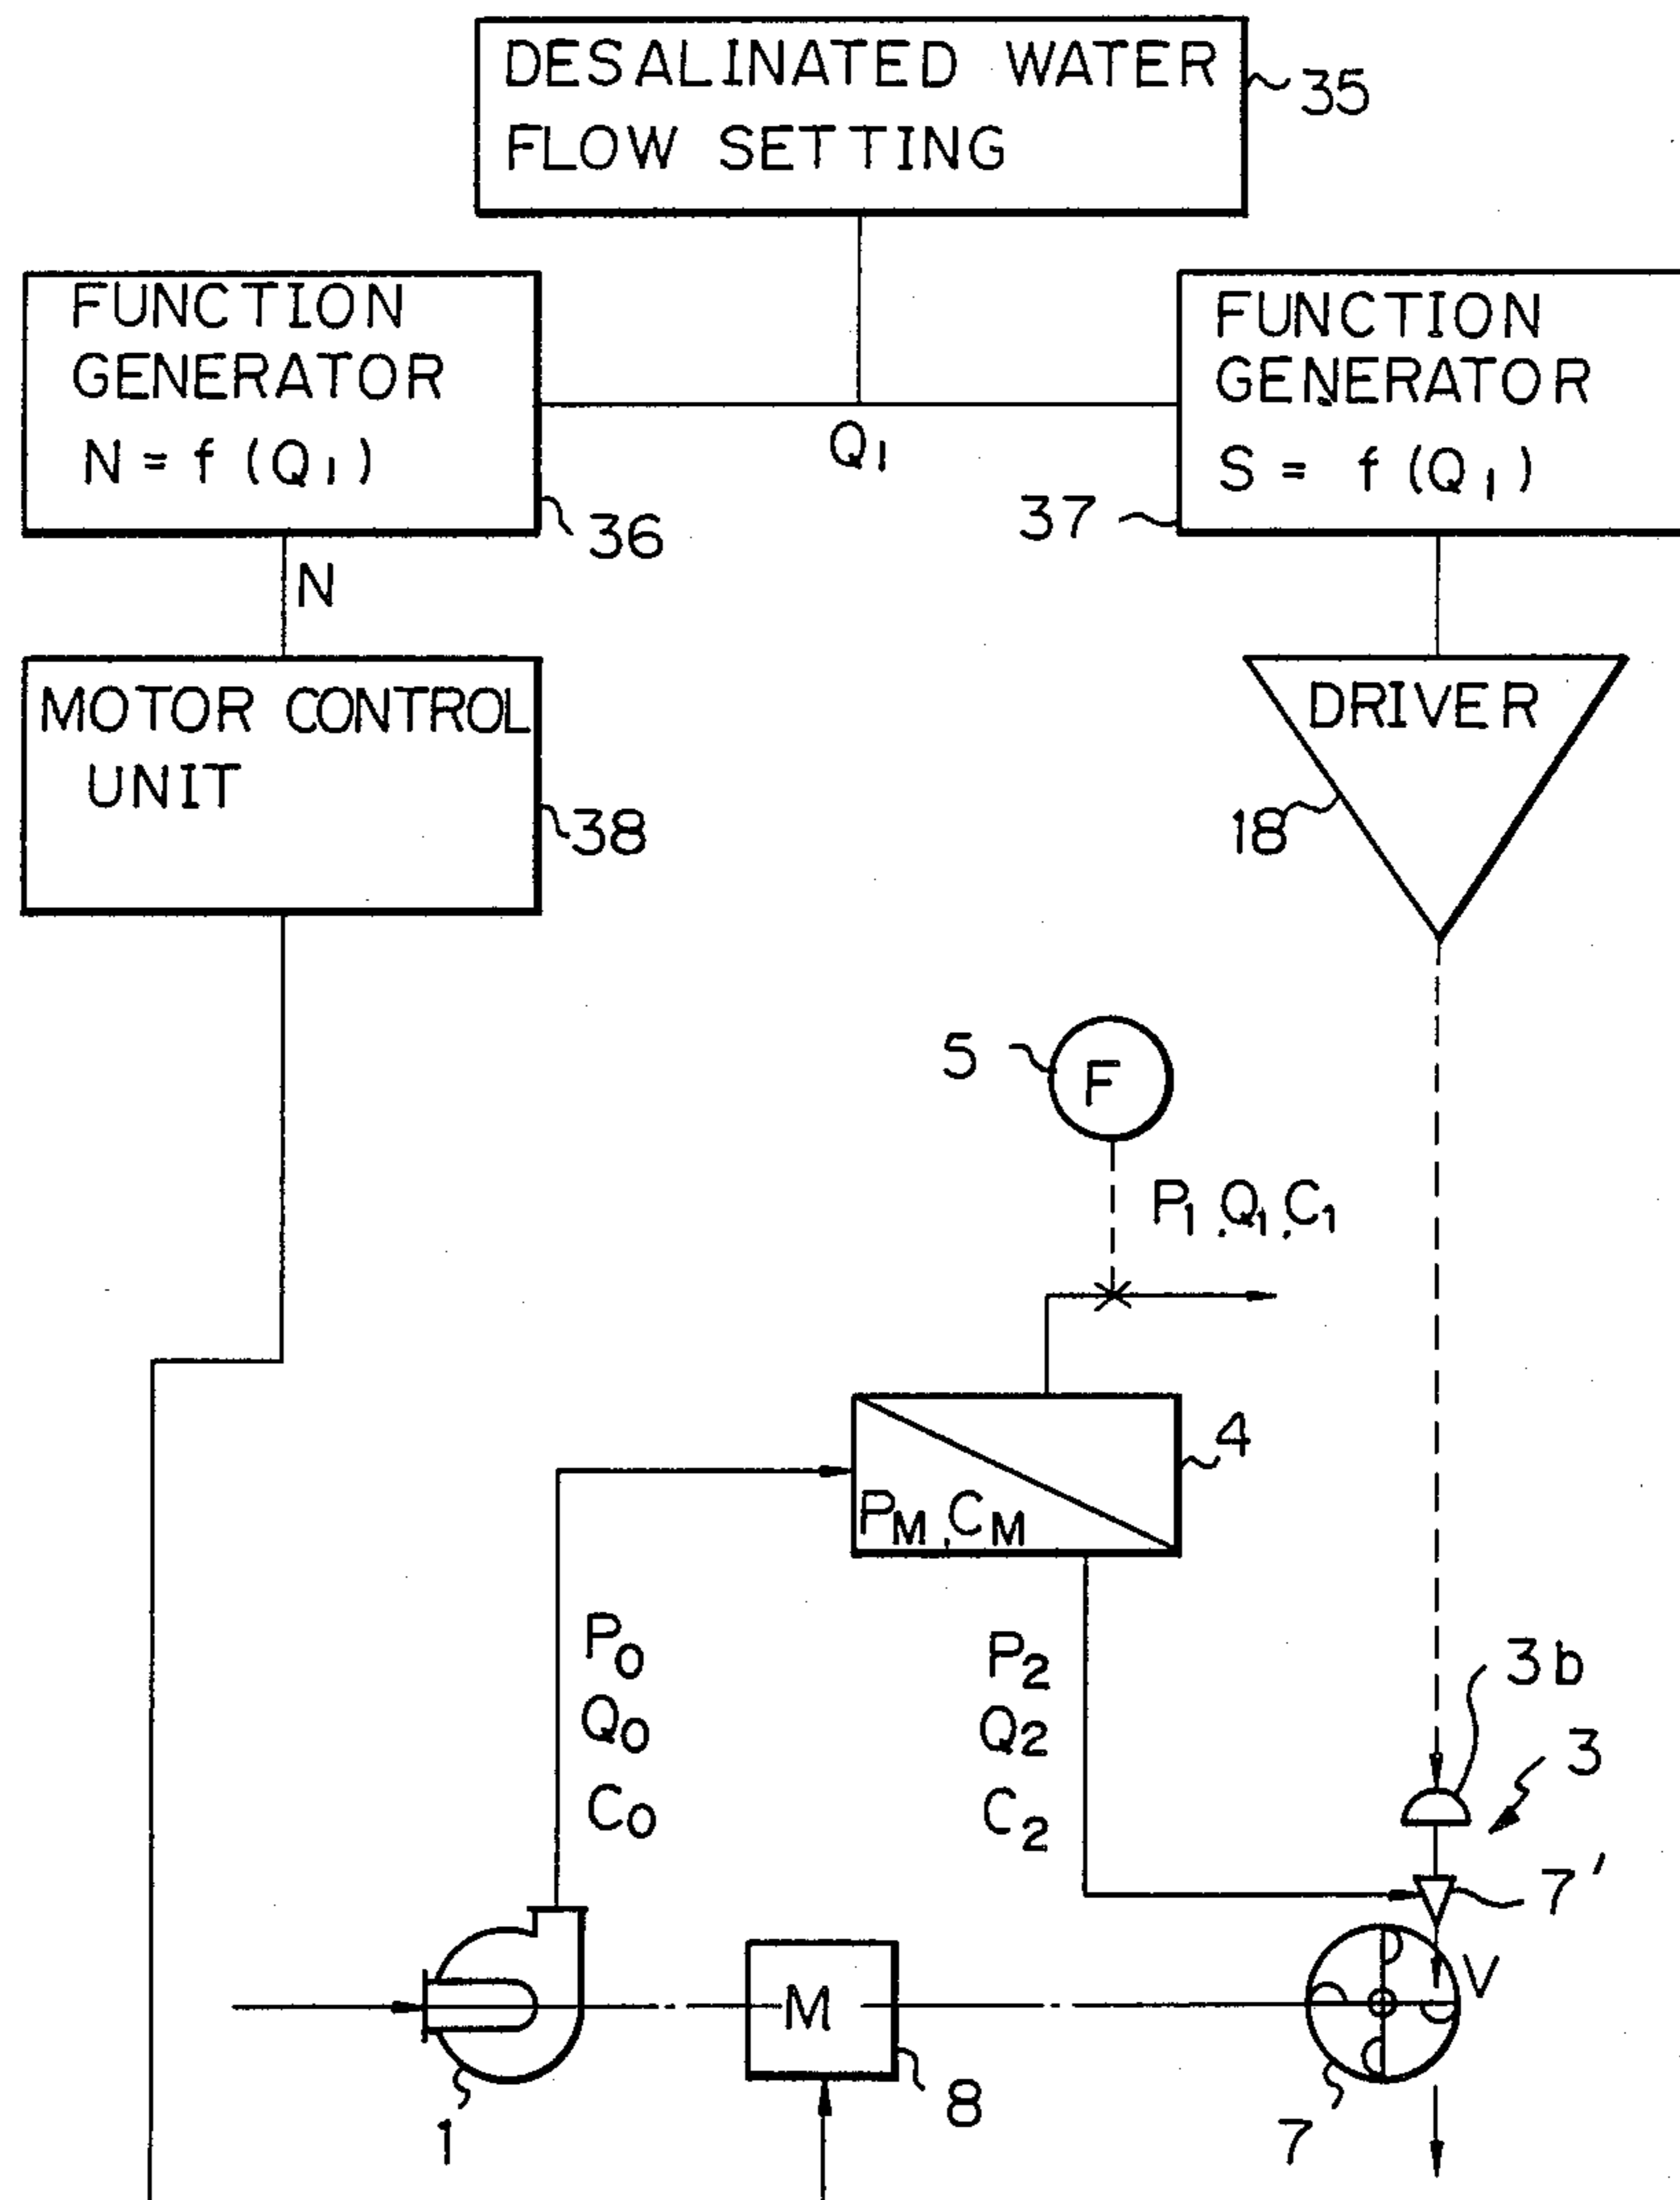 DESALINATED WATER
FLOW SETTING
35
FUNCTION
GENERATOR
N = f (Q1)
36
Q1
FUNCTION
GENERATOR
S = f (Q1)
37
N
MOTOR CONTROL
UNIT
38
DRIVER
18
5
F
P1,Q1,C1
4
PM,CM
P0
Q0
C0
P2
Q2
C2
3b
3
7'
V
M
1
8
7